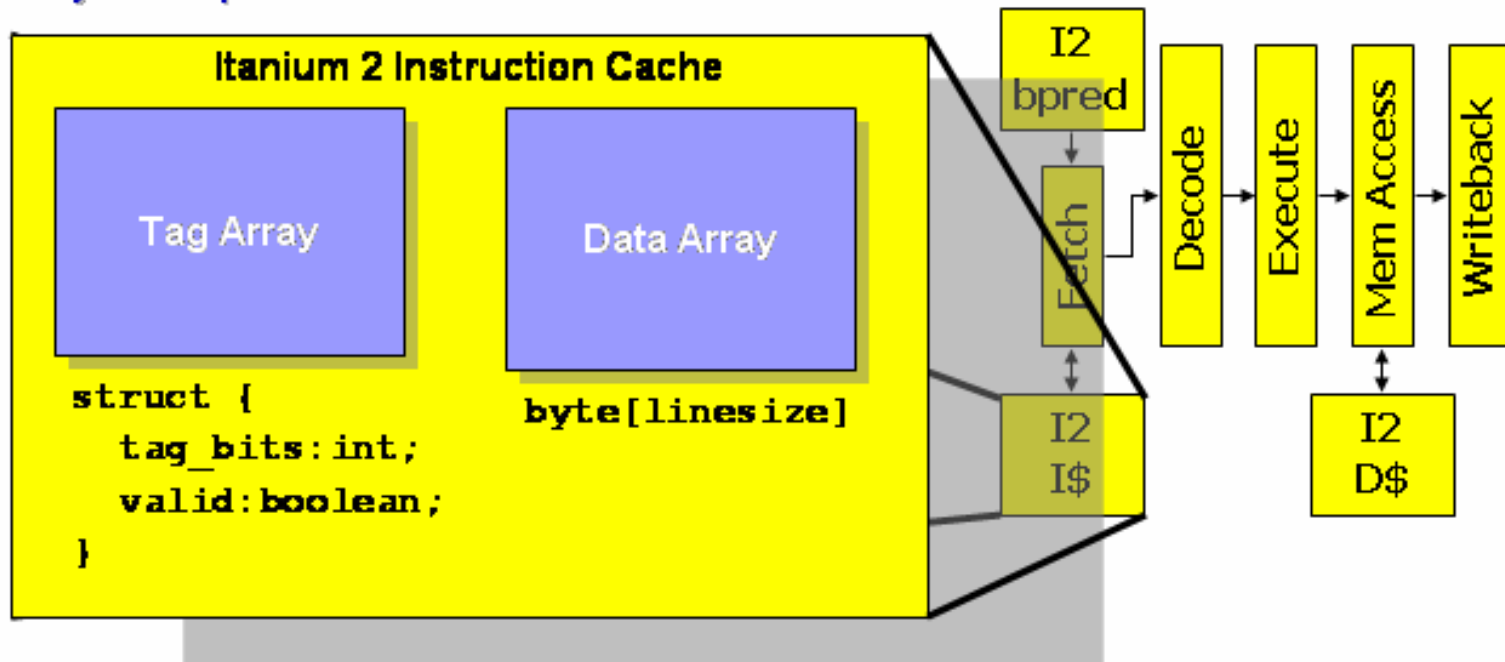 Itanium 2 Instruction Cache
Tag Array
Data Array
struct {
tag_bits:int;
valid:boolean;
}
byte[linesize]
I2
bpred
Fetch
Decode
Execute
Mem Access
Writeback
I2
I$
I2
D$